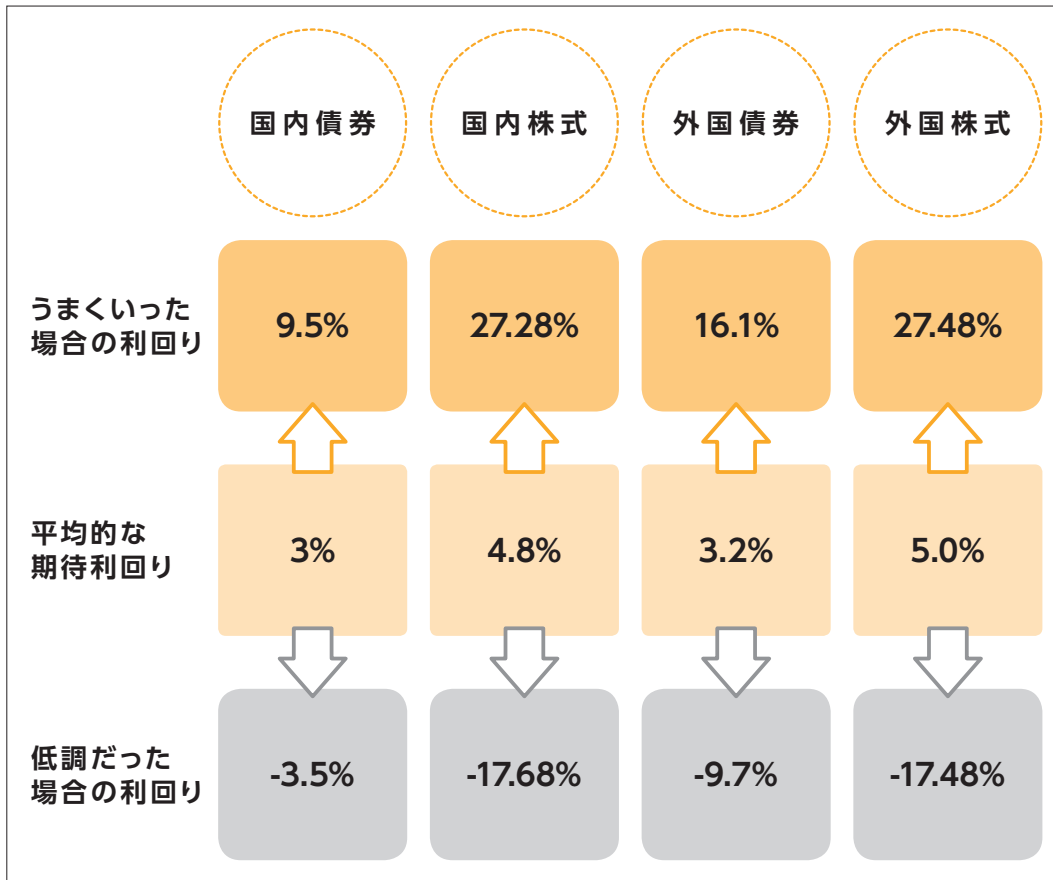 国内債券
国内株式
外国債券
外国株式
うまくいった
場合の利回り
9.5%
27.28%
16.1%
27.48%
平均的な
期待利回り
3%
4.8%
3.2%
5.0%
低調だった
場合の利回り
-3.5%
-17.68%
-9.7%
-17.48%